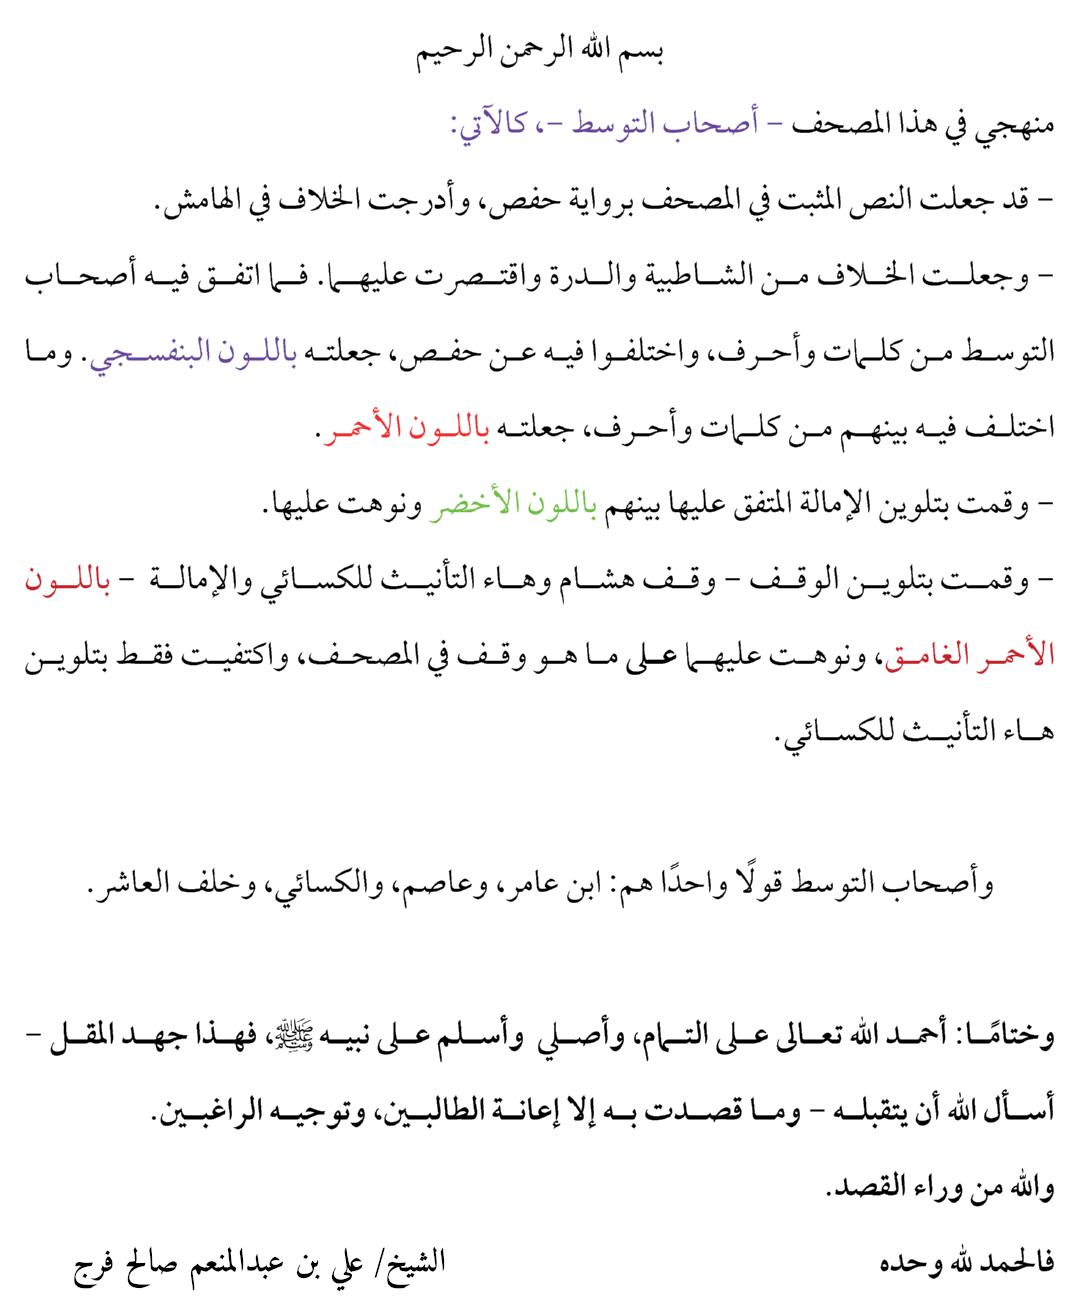 بسم الله الرحمن الرحيم
منهجي في هذا المصحف – أصحاب التوسط –، كالآتي:
– قد جعلت النص المثبت في المصحف برواية حفص، وأدرجت الخلاف في الهامش.
– وجعلت الخلاف من الشاطبية والدرة واقتصرت عليهما. فما اتفق فيه أصحاب
التوسط من كلمات وأحرف، واختلفوا فيه عن حفص، جعلته باللون البنفسجي. وما
اختلف فيه بينهم من كلمات وأحرف، جعلته باللون الأحمر.
– وقمت بتلوين الإمالة المتفق عليها بينهم باللون الأخضر ونوهت عليها.
– وقمت بتلوين الوقف – وقف هشام وهاء التأنيث للكسائي والإمالة – باللون
الأحمر الغامق، ونوهت عليهما على ما هو وقف في المصحف، واكتفيت فقط بتلوين
هاء التأنيث للكسائي.
وأصحاب التوسط قولًا واحدًا هم: ابن عامر، وعاصم، والكسائي، وخلف العاشر.
وختامًا: أحمد الله تعالى على التمام، وأصلي وأسلم على نبيه ﷺ، فهذا جهد المقل –
أسأل الله أن يتقبله – وما قصدت به إلا إعانة الطالبين، وتوجيه الراغبين.
والله من وراء القصد.
فالحمد لله وحده الشيخ/ علي بن عبدالمنعم صالح فرج